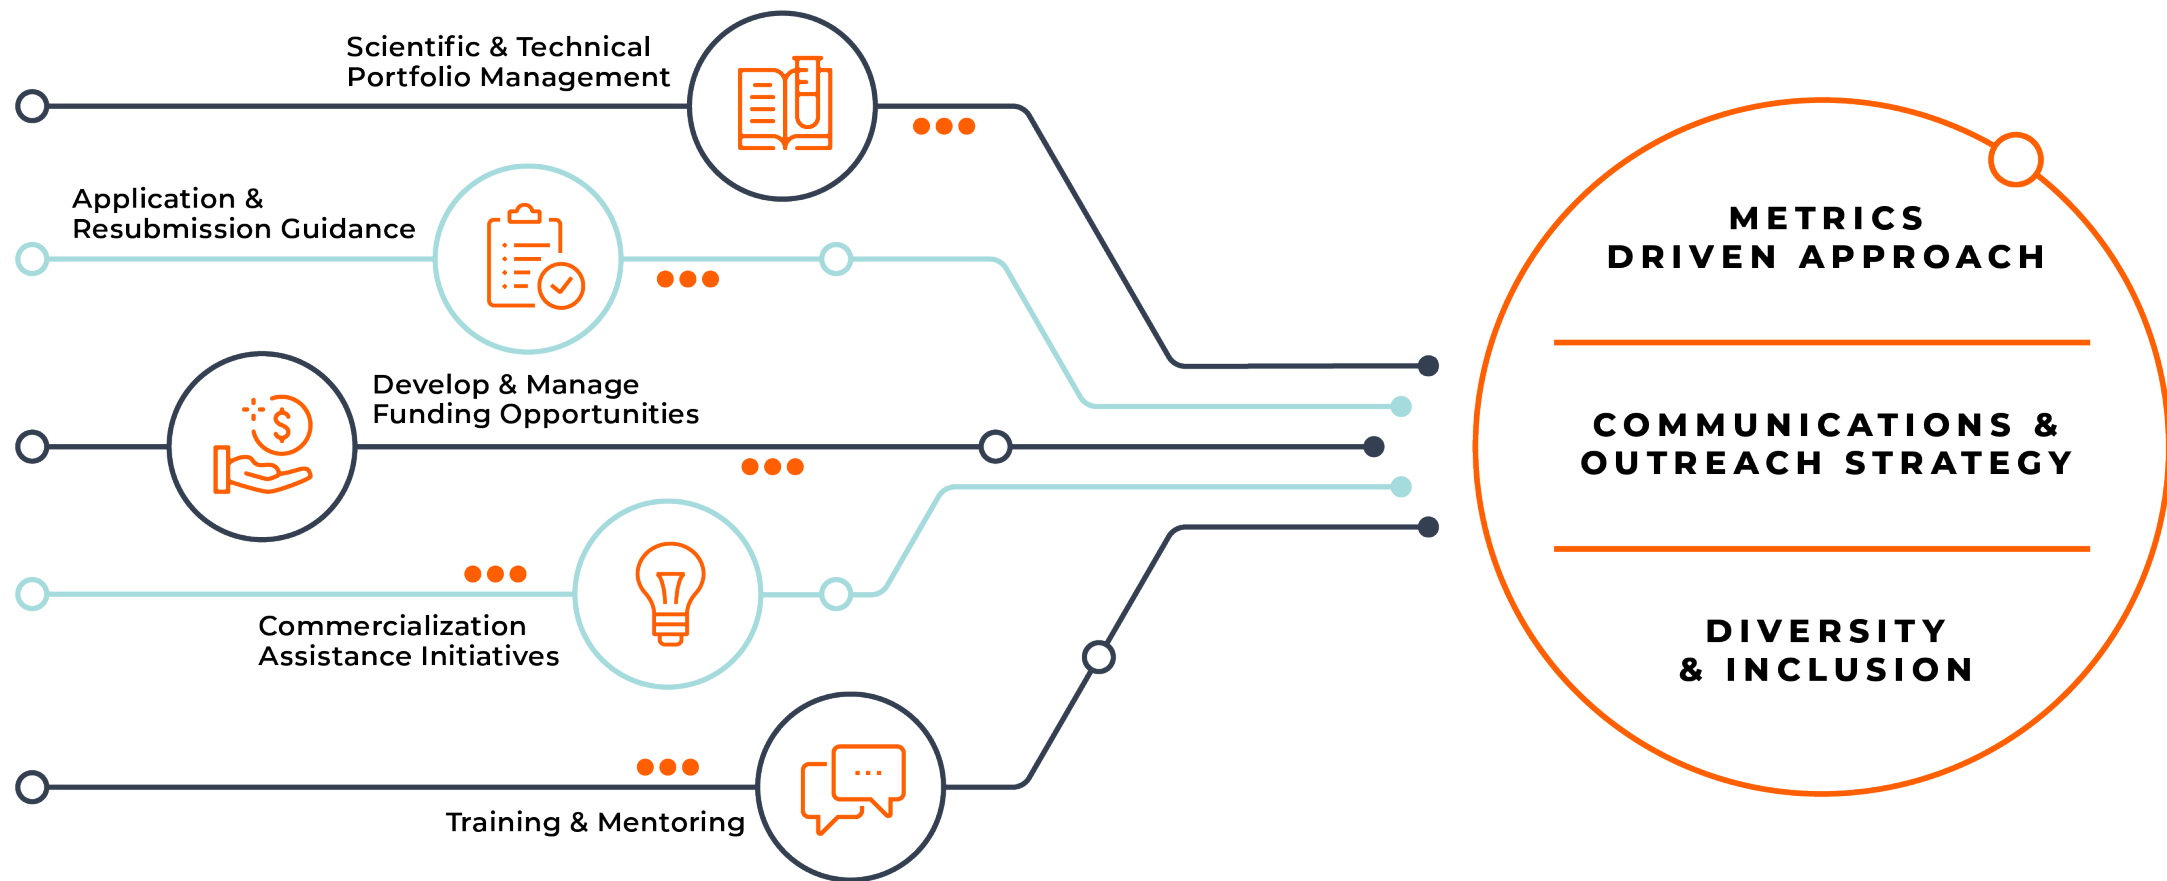 Scientific & Technical
Portfolio Management
Application &
Resubmission Guidance
Develop & Manage
Funding Opportunities
Commercialization
Assistance Initiatives
Training & Mentoring
METRICS
DRIVEN APPROACH
COMMUNICATIONS &
OUTREACH STRATEGY
DIVERSITY
& INCLUSION